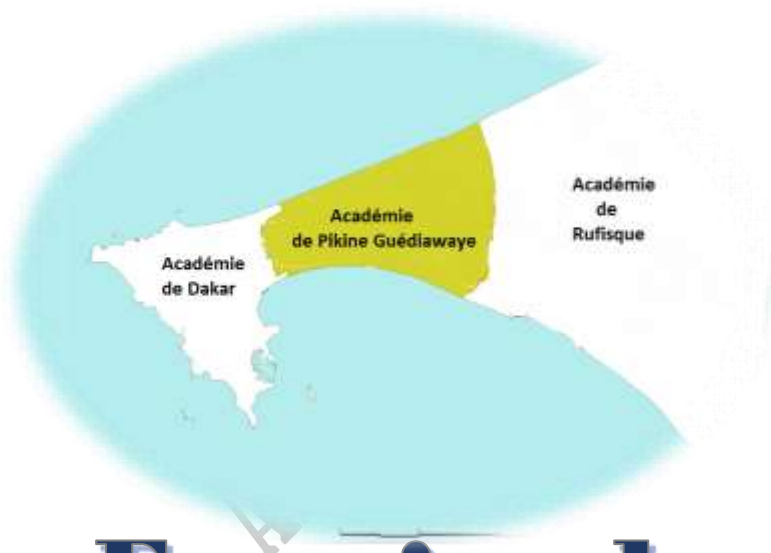 Académie
de Pikine Guédiawaye
Académie
de
Rufisque
Académie
de Dakar